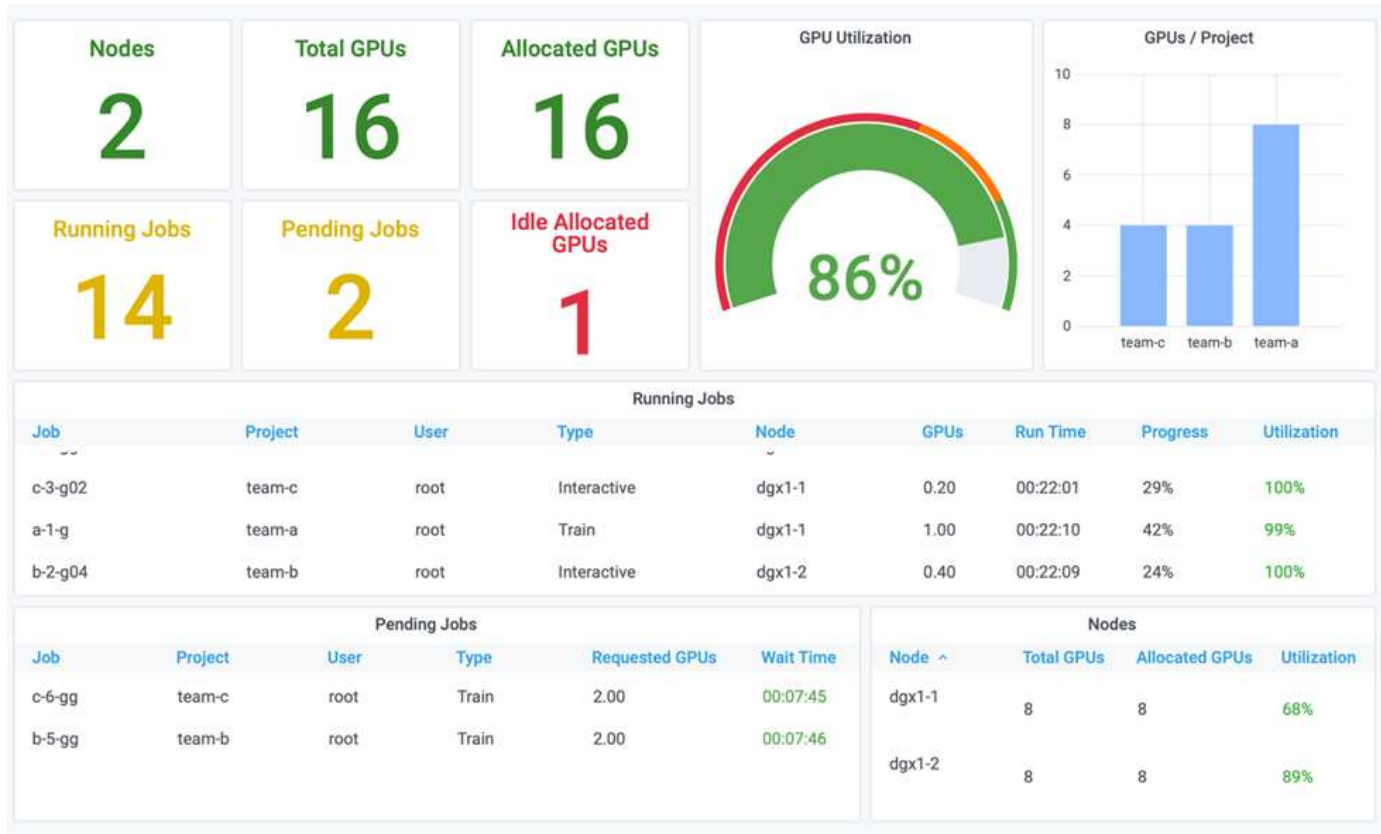 Nodes
2
Total GPUs
16
Allocated GPUs
16
GPU Utilization
86%
GPUs / Project
10
8
6
4
2
0
team-c team-b team-a
Running Jobs
14
Pending Jobs
2
Idle Allocated
GPUs
1
Running Jobs
Job Project User Type Node GPUs Run Time Progress Utilization
c-3-g02 team-c root Interactive dgx1-1 0.20 00:22:01 29% 100%
a-1-g team-a root Train dgx1-1 1.00 00:22:10 42% 99%
b-2-g04 team-b root Interactive dgx1-2 0.40 00:22:09 24% 100%
Pending Jobs
Job Project User Type Requested GPUs Wait Time
c-6-gg team-c root Train 2.00 00:07:45
b-5-gg team-b root Train 2.00 00:07:46
Nodes
Node Total GPUs Allocated GPUs Utilization
dgx1-1 8 8 68%
dgx1-2 8 8 89%